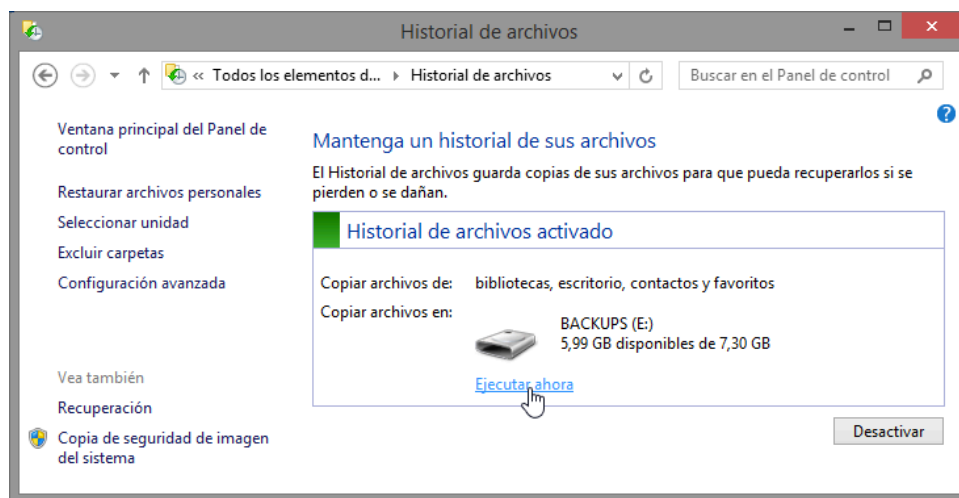 Historial de archivos
« Todos los elementos d... Historial de archivos
Buscar en el Panel de control
Ventana principal del Panel de
control
Restaurar archivos personales
Seleccionar unidad
Excluir carpetas
Configuración avanzada
Vea también
Recuperación
Copia de seguridad de imagen
del sistema
Mantenga un historial de sus archivos
El Historial de archivos guarda copias de sus archivos para que pueda recuperarlos si se
pierden o se dañan.
Historial de archivos activado
Copiar archivos de: bibliotecas, escritorio, contactos y favoritos
Copiar archivos en: BACKUPS (E:)
5,99 GB disponibles de 7,30 GB
Ejecutar ahora
Desactivar